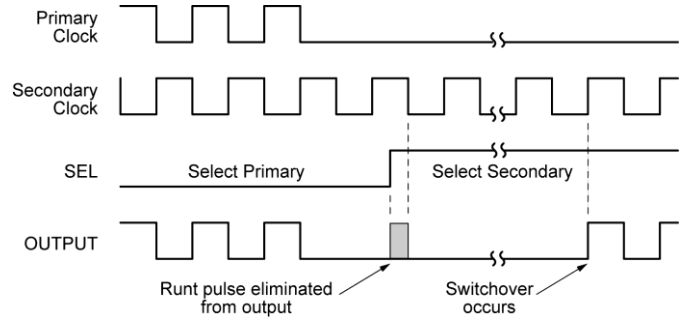 Primary
Clock
Secondary
Clock
SEL
Select Primary
Select Secondary
OUTPUT
Runt pulse eliminated
from output
Switchover
occurs